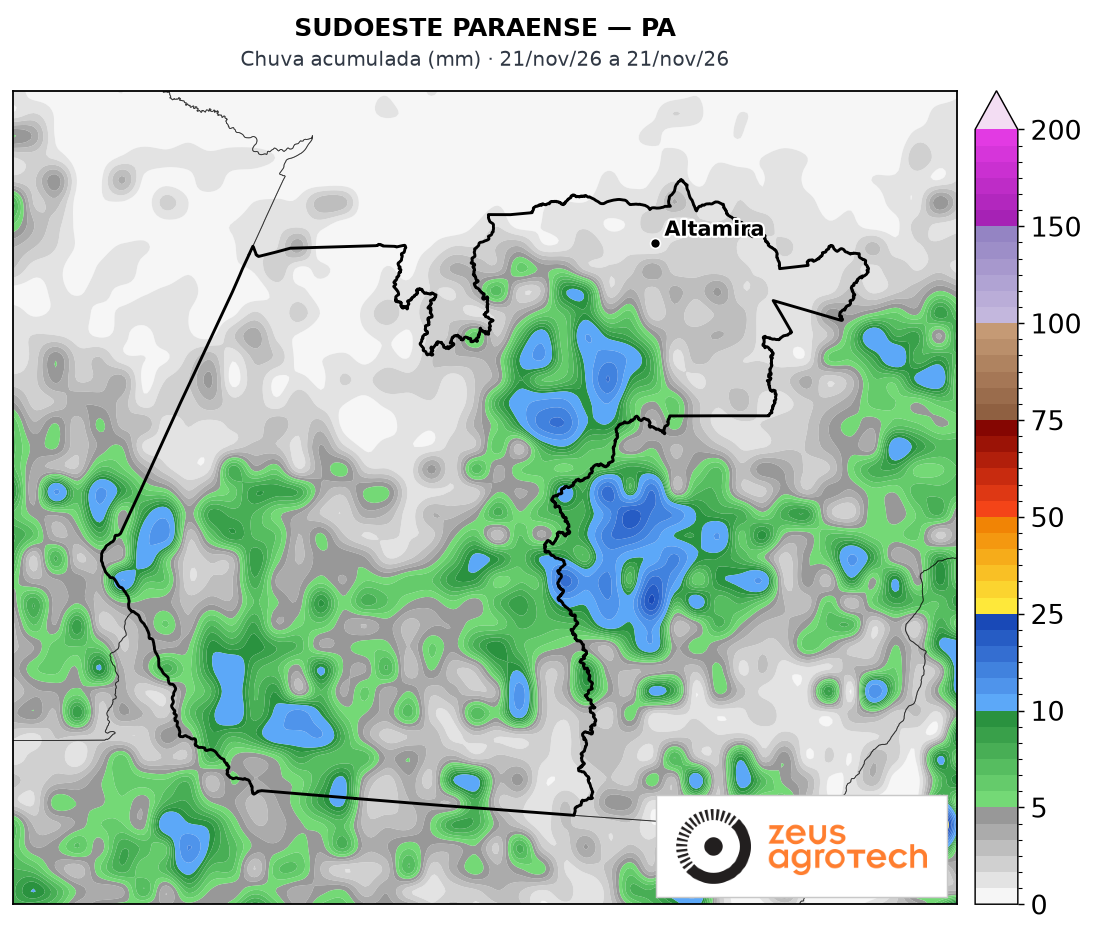 SUDOESTE PARAENSE — PA
Chuva acumulada (mm) · 21/nov/26 a 21/nov/26
Altamira
200
150
100
75
50
25
10
5
0
zeus
agrotech